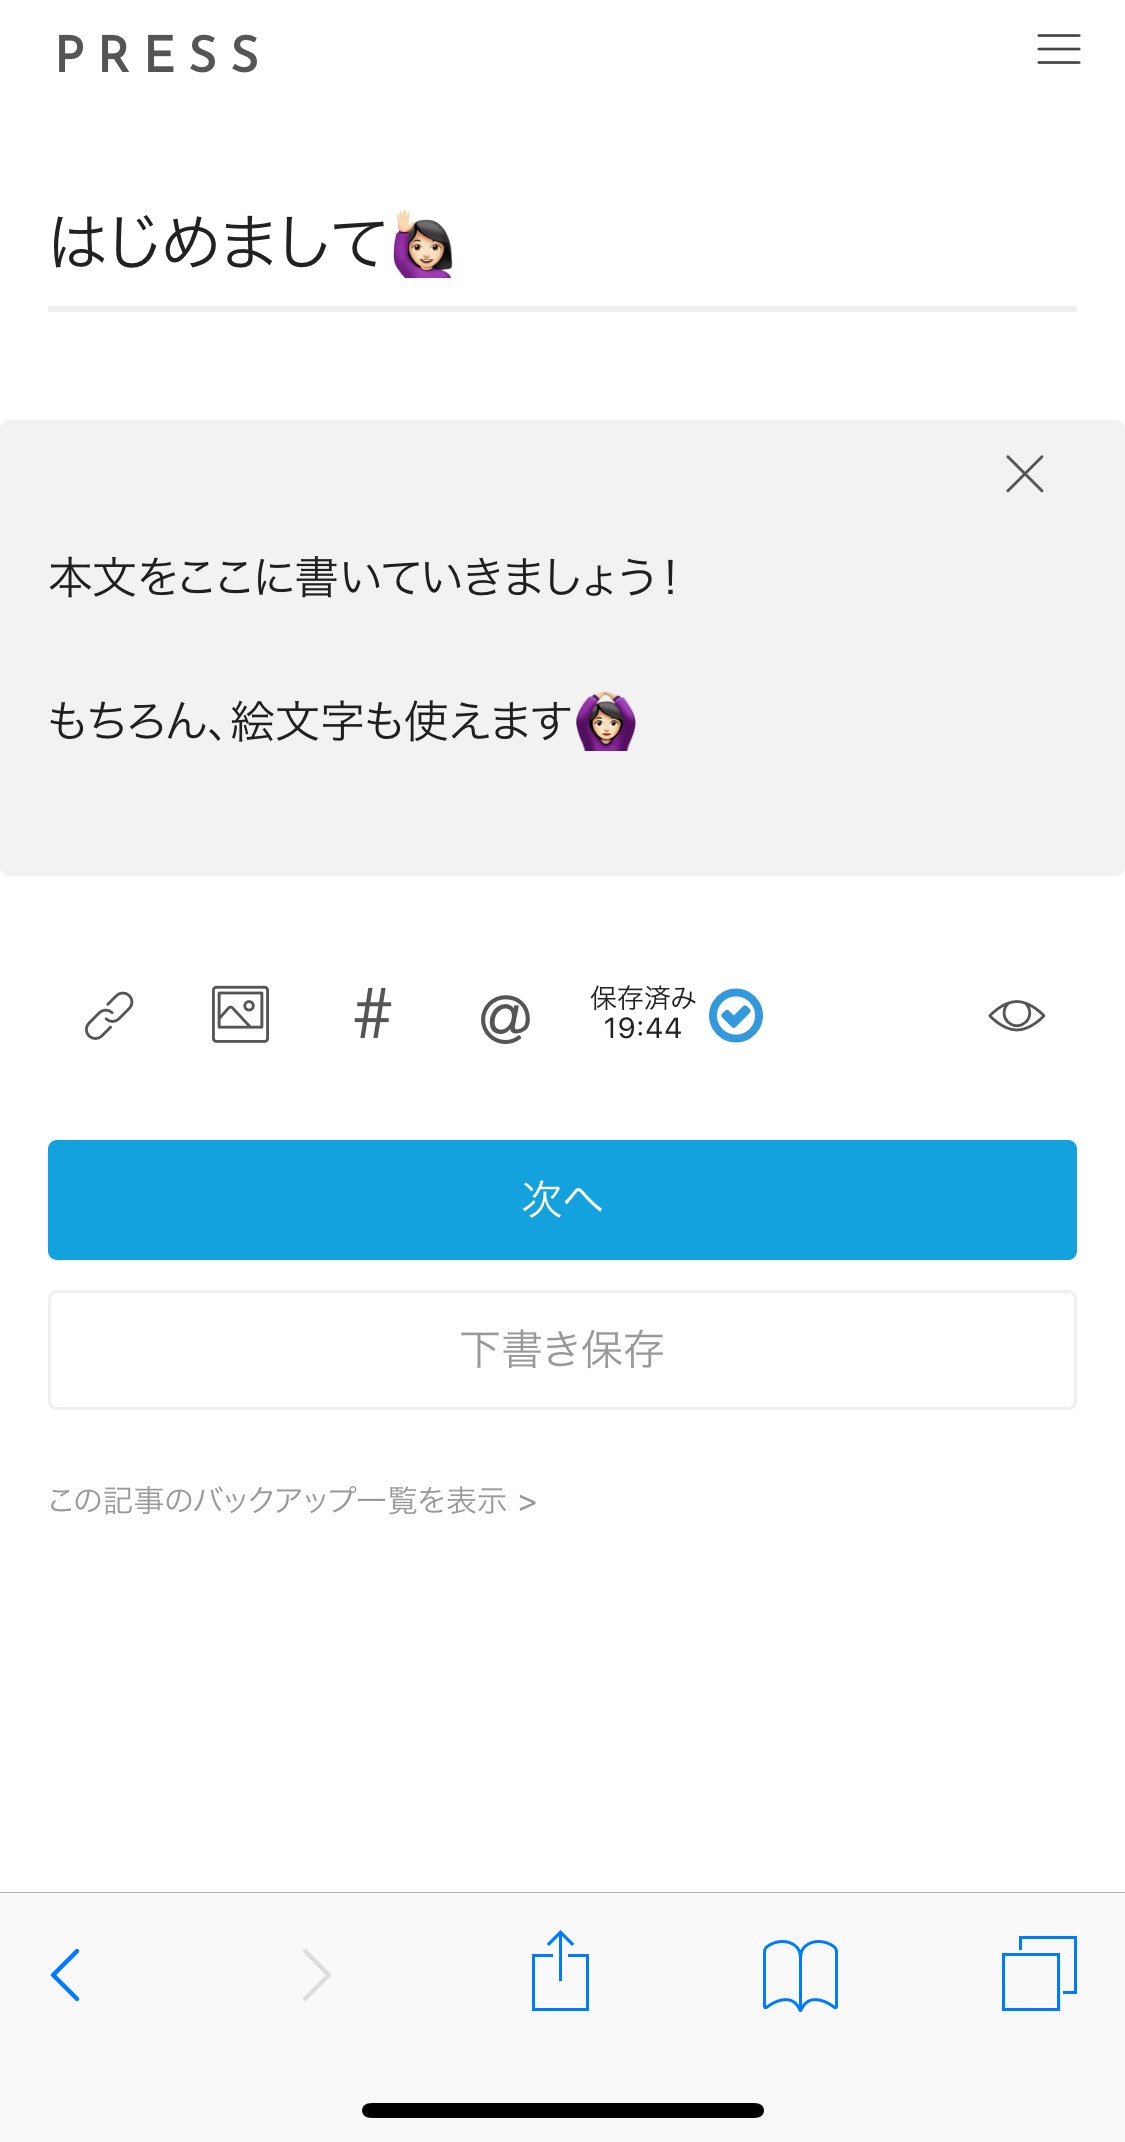 PRESS
はじめまして🙋🏻‍♀️
本文をここに書いていきましょう！
もちろん、絵文字も使えます🙆🏻‍♀️
# @ 保存済み
19:44
次へ
下書き保存
この記事のバックアップ一覧を表示 >